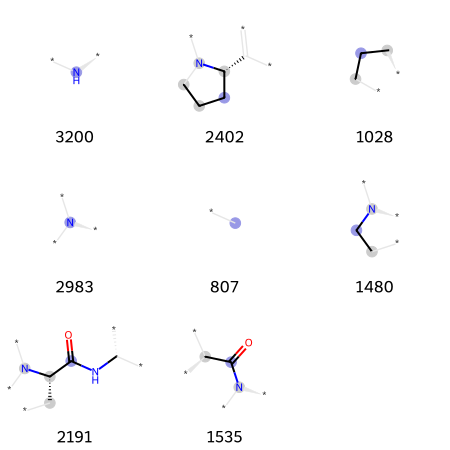 * * N H
3200
* N * *
2402
* *
1028
* N * *
2983
*
807
* N * *
1480
* * N O N H * * *
2191
* * O N * *
1535